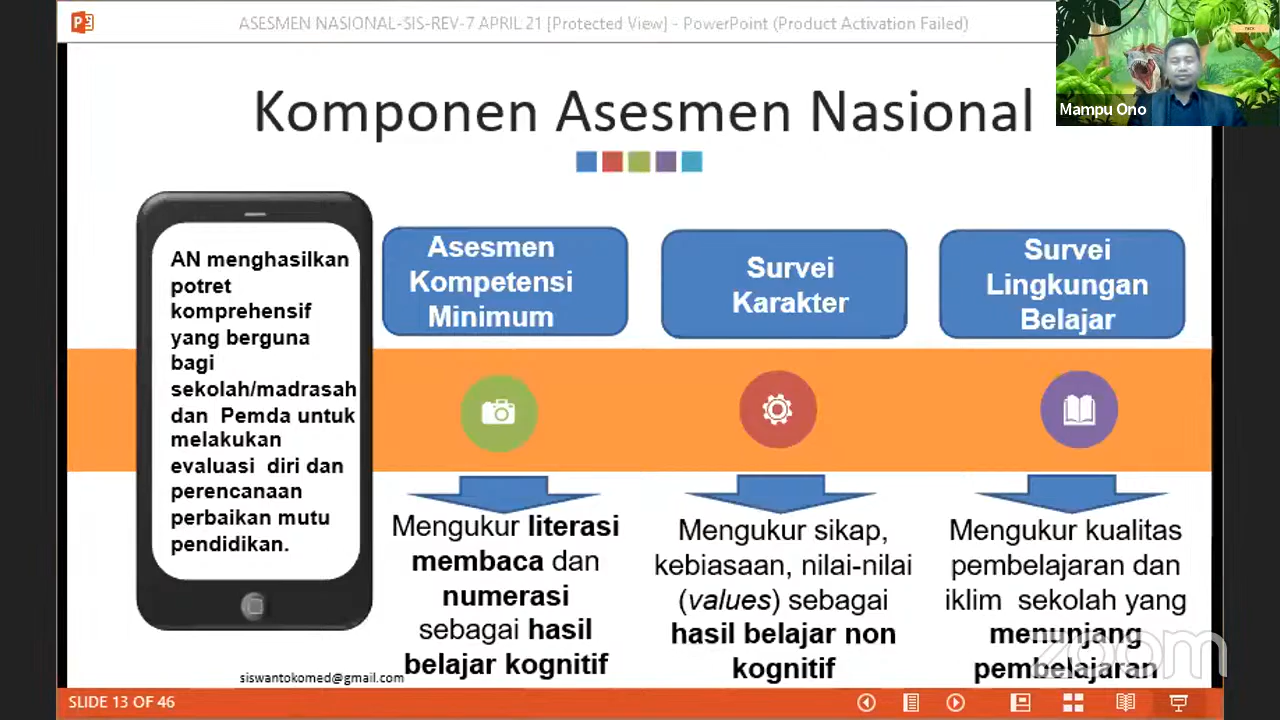 ASESMEN NASIONAL-SIS-REV-7 APRIL 21 [Protected View] - PowerPoint (Product Activation Failed)
Mampu Ono
Komponen Asesmen Nasional
AN menghasilkan
potret
komprehensif
yang berguna
bagi
sekolah/madrasah
dan Pemda untuk
melakukan
evaluasi diri dan
perencanaan
perbaikan mutu
pendidikan.
Asesmen
Kompetensi
Minimum
Mengukur literasi
membaca dan
numerasi
sebagai hasil
belajar kognitif
Survei
Karakter
Mengukur sikap,
kebiasaan, nilai-nilai
(values) sebagai
hasil belajar non
kognitif
Survei
Lingkungan
Belajar
Mengukur kualitas
pembelajaran dan
iklim sekolah yang
menunjang
pembelajaran
zoom
siswantokomed@gmail.com
SLIDE 13 OF 46